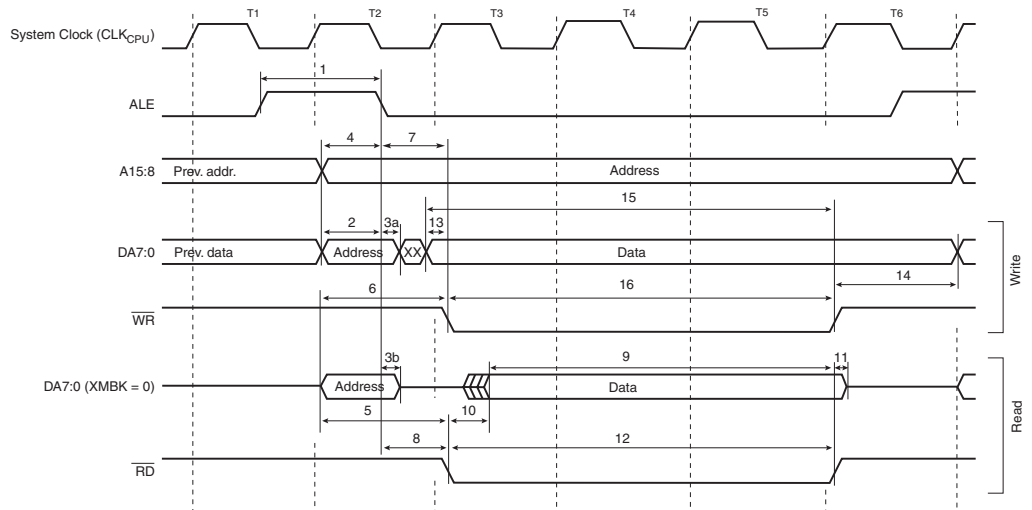 T1 T2 T3 T4 T5 T6
System Clock (CLKCPU)
1
ALE
4 7
A15:8 Prev. addr. Address
15
2 3a 13
DA7:0 Prev. data Address XX Data
14
6 16
WR
Write
3b 9 11
DA7:0 (XMBK = 0) Address Data
5 10
8 12
RD
Read